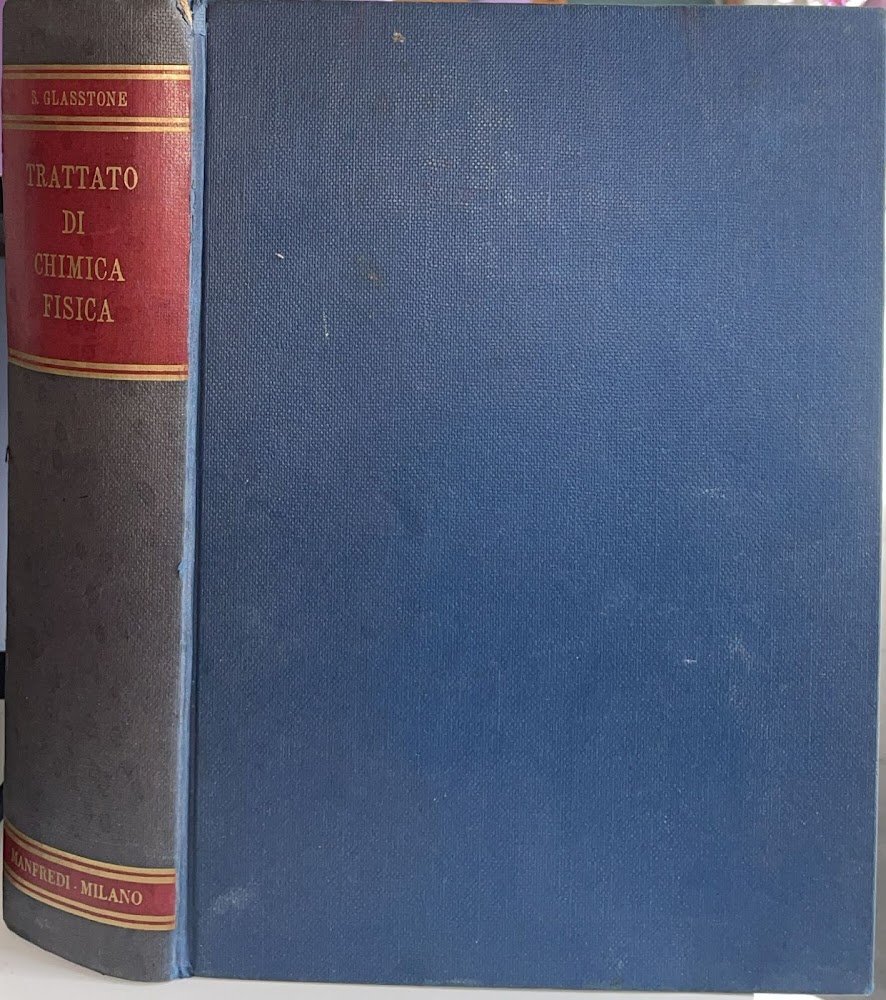 S. GLASSTONE
TRATTATO
DI
CHIMICA
FISICA
MANFREDI - MILANO